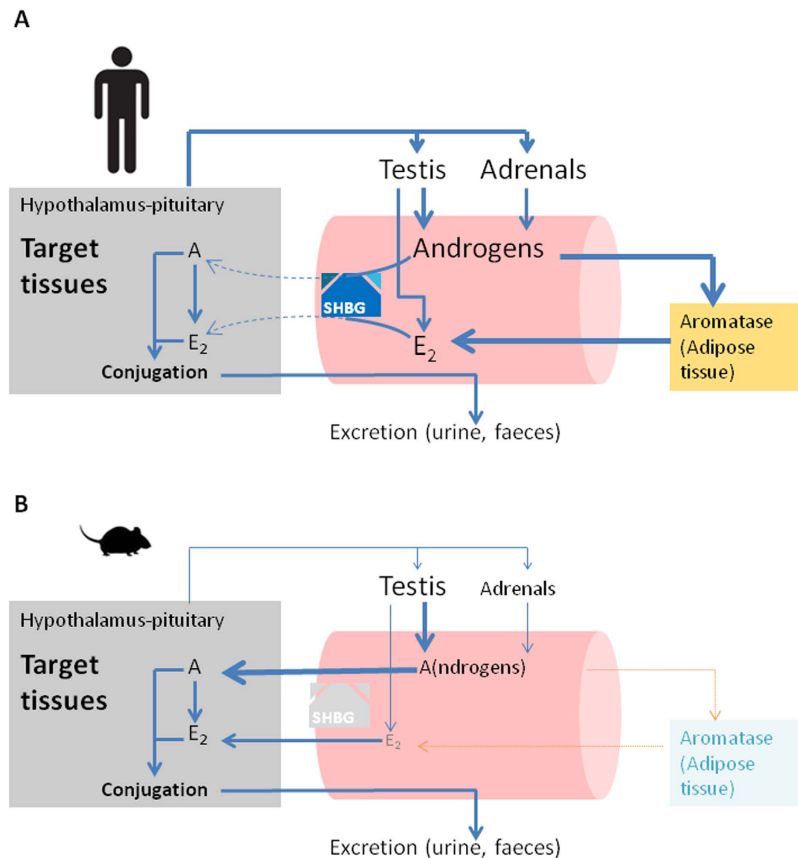 A
Testis
Adrenals
Hypothalamus-pituitary
Target
tissues
A
Androgens
SHBG
E₂
E₂
Aromatase
(Adipose
tissue)
Conjugation
Excretion (urine, faeces)
B
Testis
Adrenals
Hypothalamus-pituitary
Target
tissues
A
A(ndrogens)
SHBG
E₂
E₂
Aromatase
(Adipose
tissue)
Conjugation
Excretion (urine, faeces)